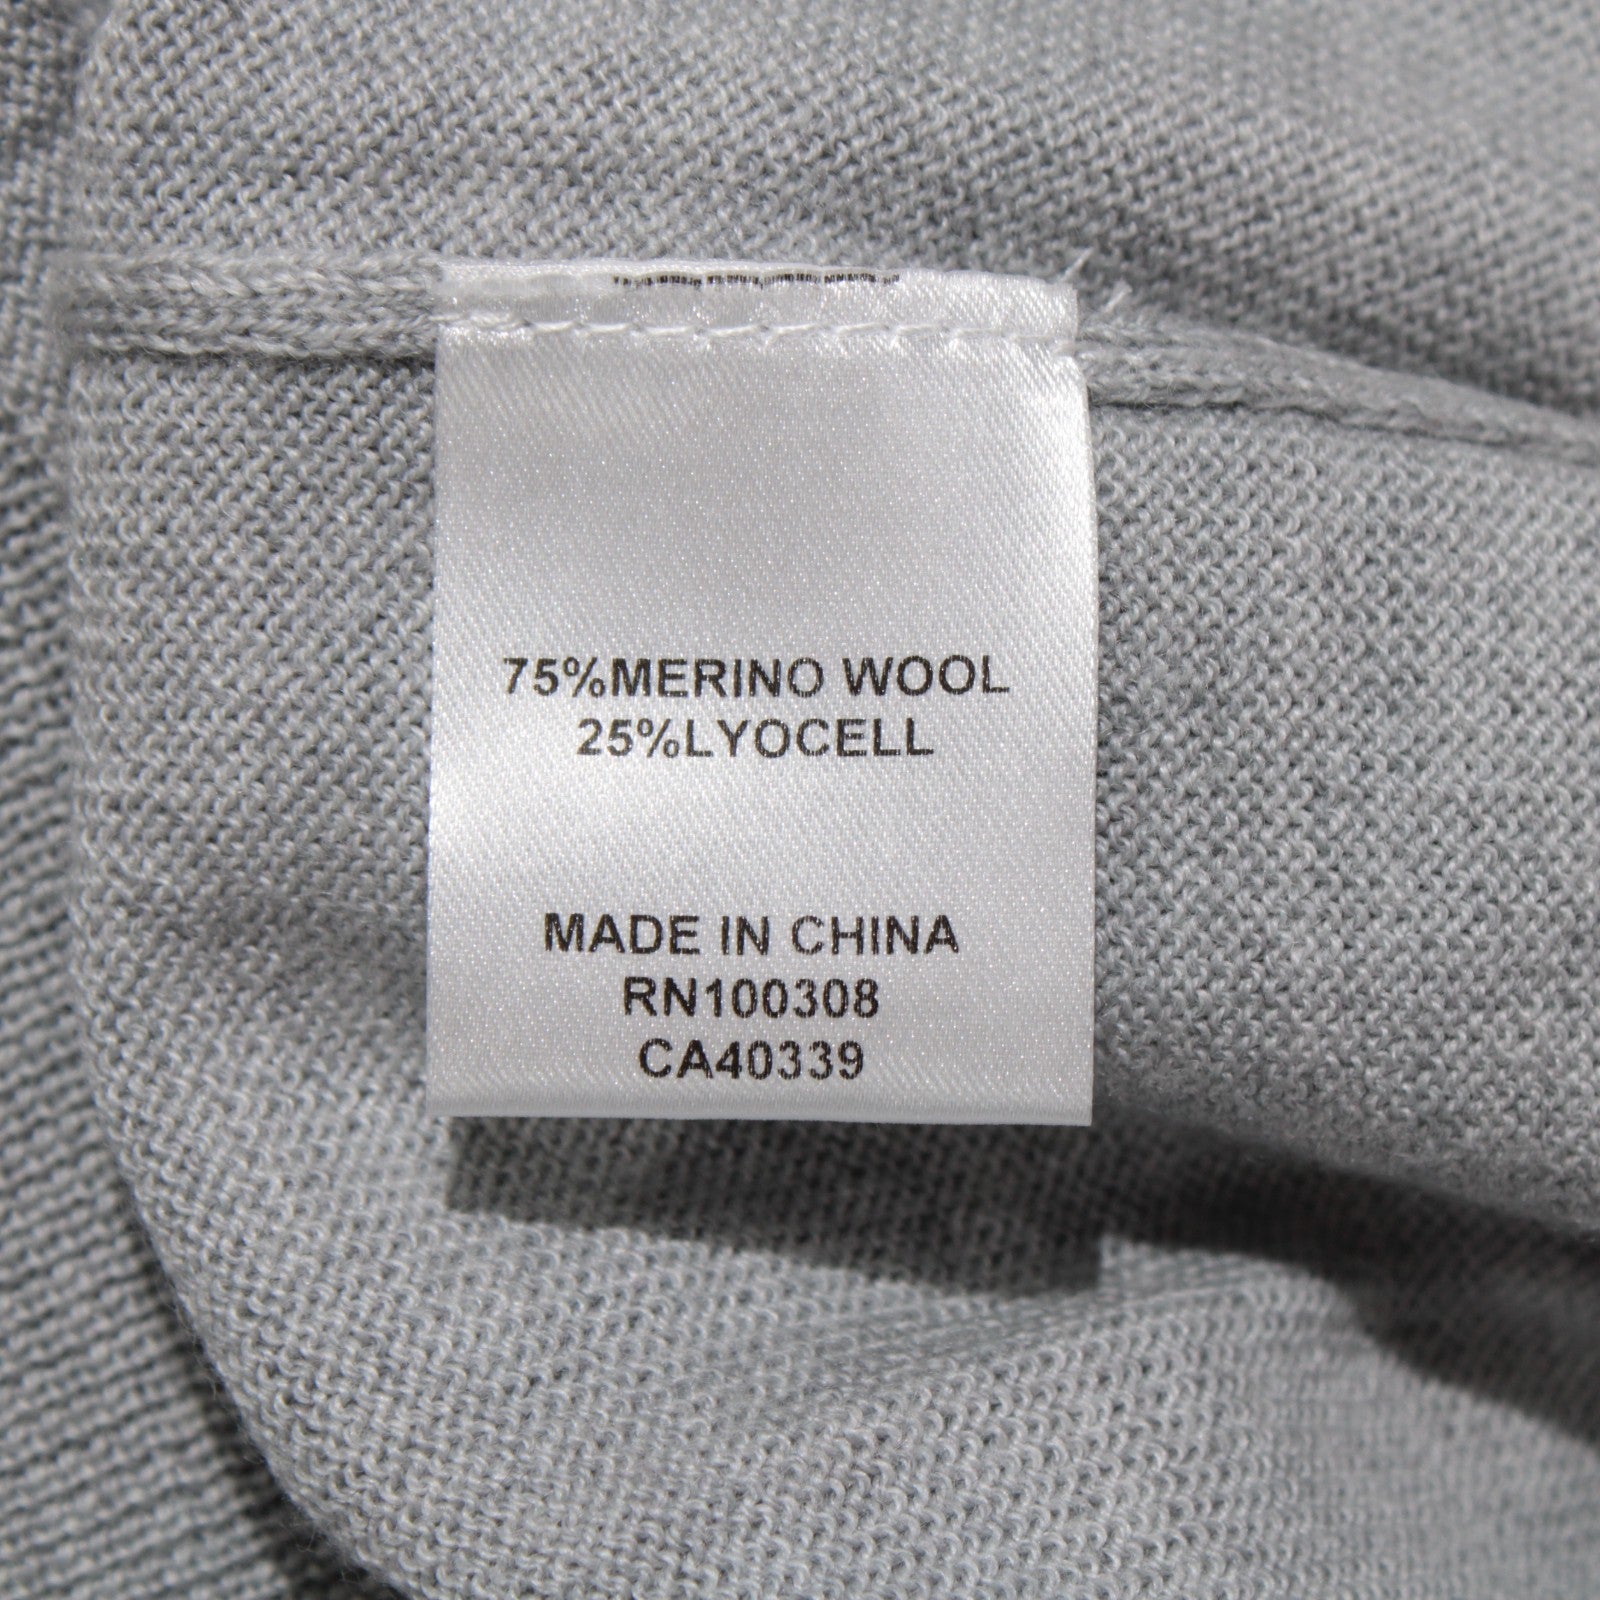 75%MERINO WOOL
25%LYOCELL
MADE IN CHINA
RN100308
CA40339